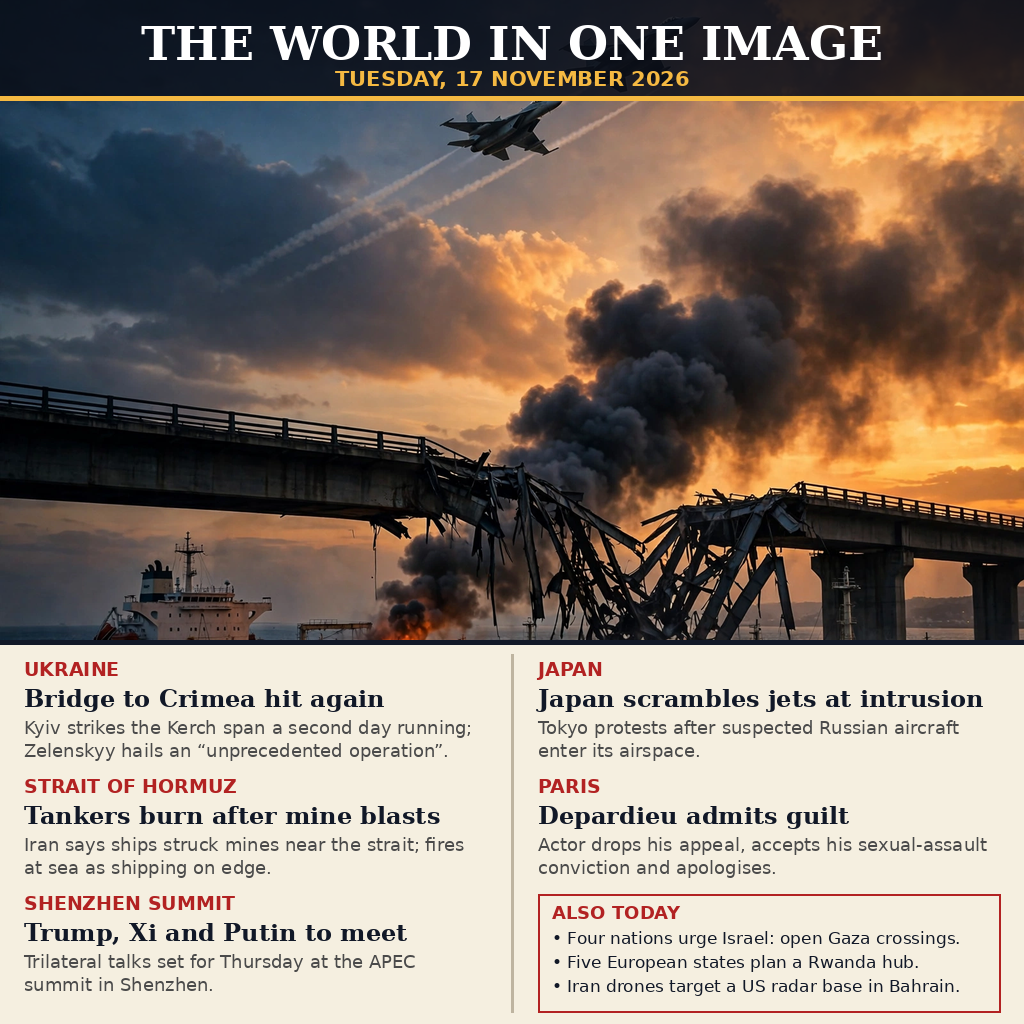 THE WORLD IN ONE IMAGE
TUESDAY, 17 NOVEMBER 2026
UKRAINE
Bridge to Crimea hit again
Kyiv strikes the Kerch span a second day running;
Zelenskyy hails an “unprecedented operation”.
STRAIT OF HORMUZ
Tankers burn after mine blasts
Iran says ships struck mines near the strait; fires
at sea as shipping on edge.
SHENZHEN SUMMIT
Trump, Xi and Putin to meet
Trilateral talks set for Thursday at the APEC
summit in Shenzhen.
JAPAN
Japan scrambles jets at intrusion
Tokyo protests after suspected Russian aircraft
enter its airspace.
PARIS
Depardieu admits guilt
Actor drops his appeal, accepts his sexual-assault
conviction and apologises.
ALSO TODAY
• Four nations urge Israel: open Gaza crossings.
• Five European states plan a Rwanda hub.
• Iran drones target a US radar base in Bahrain.